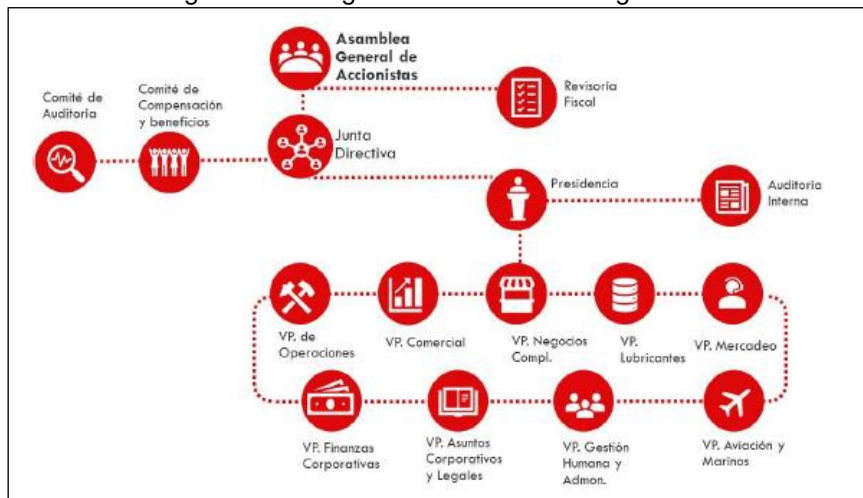 Asamblea
General de
Accionistas
Revisoría
Fiscal
Comité de
Auditoría
Comité de
Compensación
y beneficios
Junta
Directiva
Presidencia
Auditoría
Interna
VP. de
Operaciones
VP. Comercial
VP. Negocios
Compl.
VP.
Lubricantes
VP. Mercadeo
VP. Finanzas
Corporativas
VP. Asuntos
Corporativos
y Legales
VP. Gestión
Humana y
Admon.
VP. Aviación y
Marinos